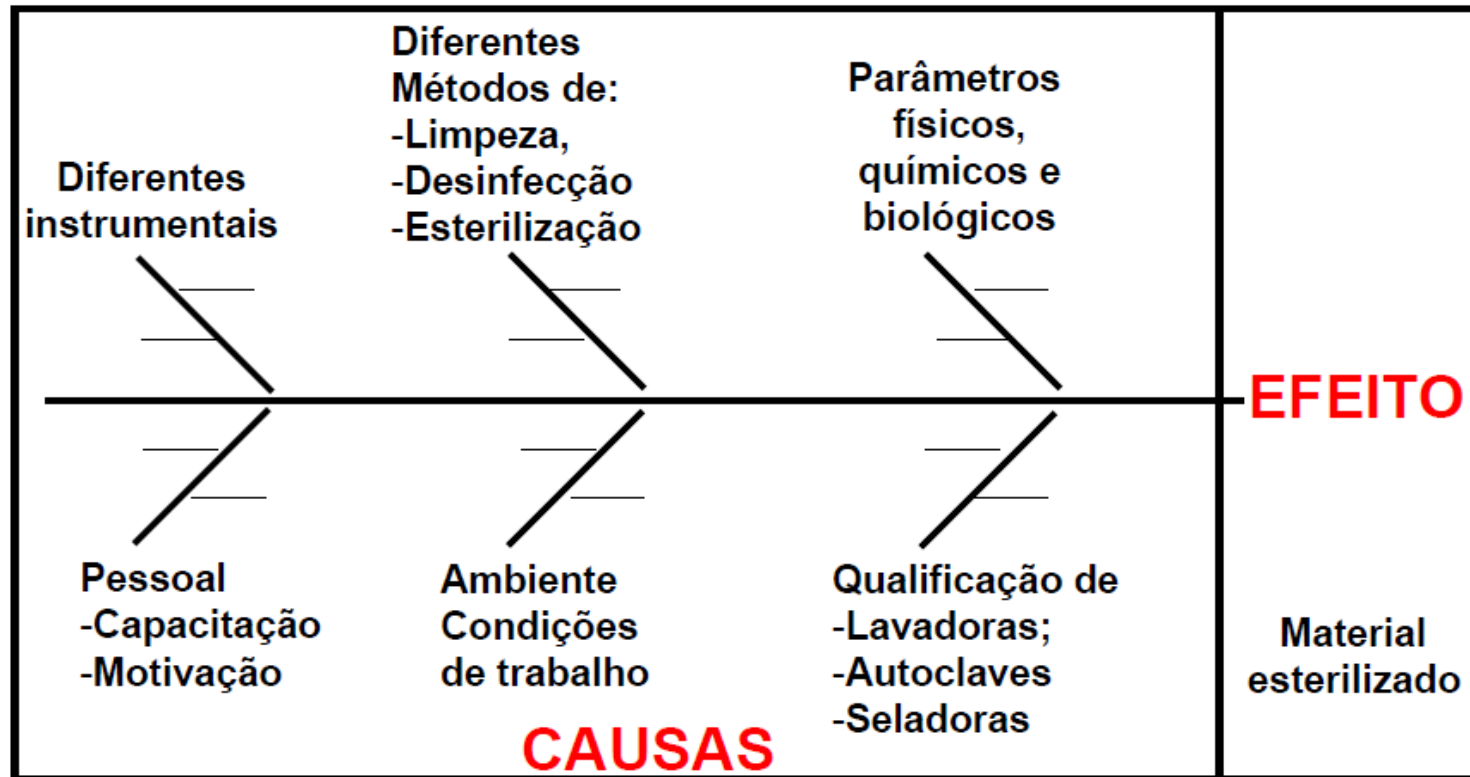 Diferentes
instrumentais
Diferentes
Métodos de:
-Limpeza,
-Desinfecção
-Esterilização
Parâmetros
físicos,
químicos e
biológicos
EFEITO
Pessoal
-Capacitação
-Motivação
Ambiente
Condições
de trabalho
Qualificação de
-Lavadoras;
-Autoclaves
-Seladoras
Material
esterilizado
CAUSAS